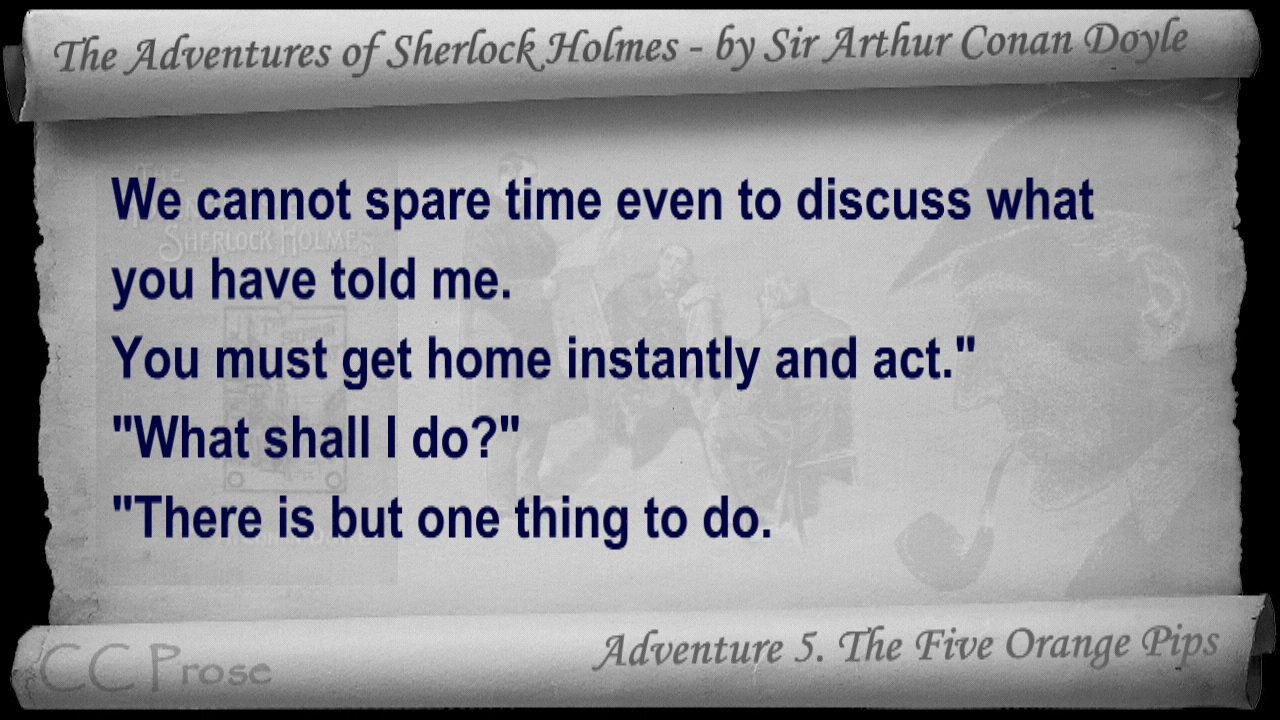 The Adventures of Sherlock Holmes - by Sir Arthur Conan Doyle
SHERLOCK HOLMES
We cannot spare time even to discuss what
you have told me.
You must get home instantly and act."
"What shall I do?"
"There is but one thing to do.
CC Prose
Adventure 5. The Five Orange Pips